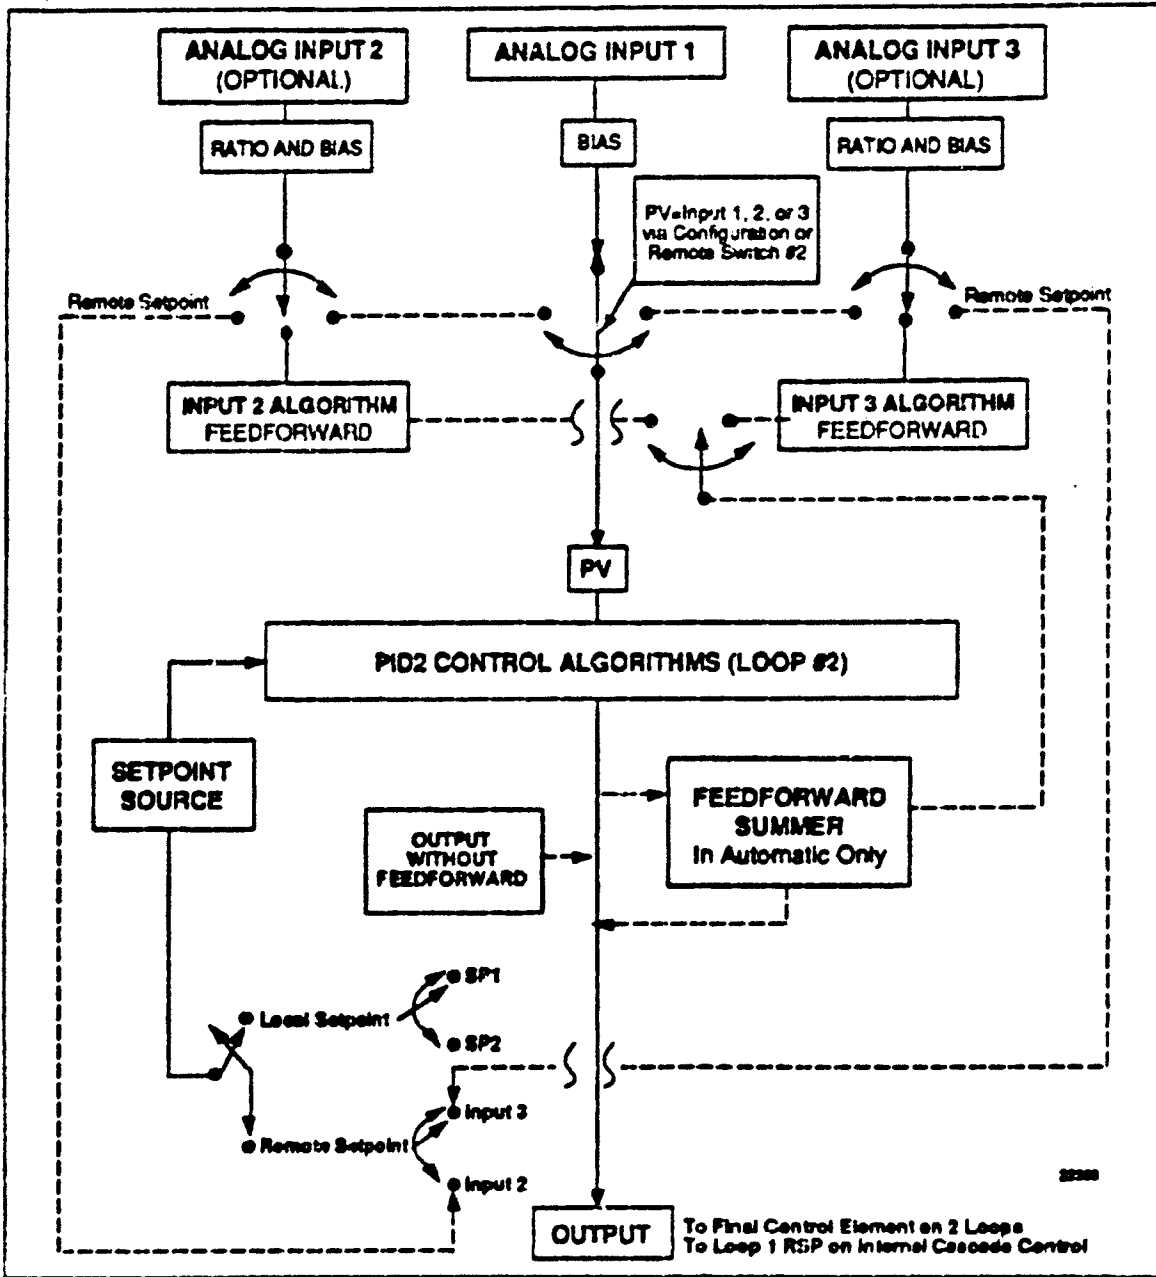 ANALOG INPUT 2
(OPTIONAL)
ANALOG INPUT 1
ANALOG INPUT 3
(OPTIONAL)
RATIO AND BIAS
BIAS
RATIO AND BIAS
PV=Input 1, 2, or 3
via Configuration or
Remote Switch #2
Remote Setpoint
Remote Setpoint
INPUT 2 ALGORITHM
FEEDFORWARD
INPUT 3 ALGORITHM
FEEDFORWARD
PV
PID2 CONTROL ALGORITHMS (LOOP #2)
SETPOINT
SOURCE
FEEDFORWARD
SUMMER
In Automatic Only
OUTPUT
WITHOUT
FEEDFORWARD
SP1
Local Setpoint
SP2
Input 3
Remote Setpoint
Input 2
OUTPUT
To Final Control Element on 2 Loops
To Loop 1 RSP on Internal Cascade Control